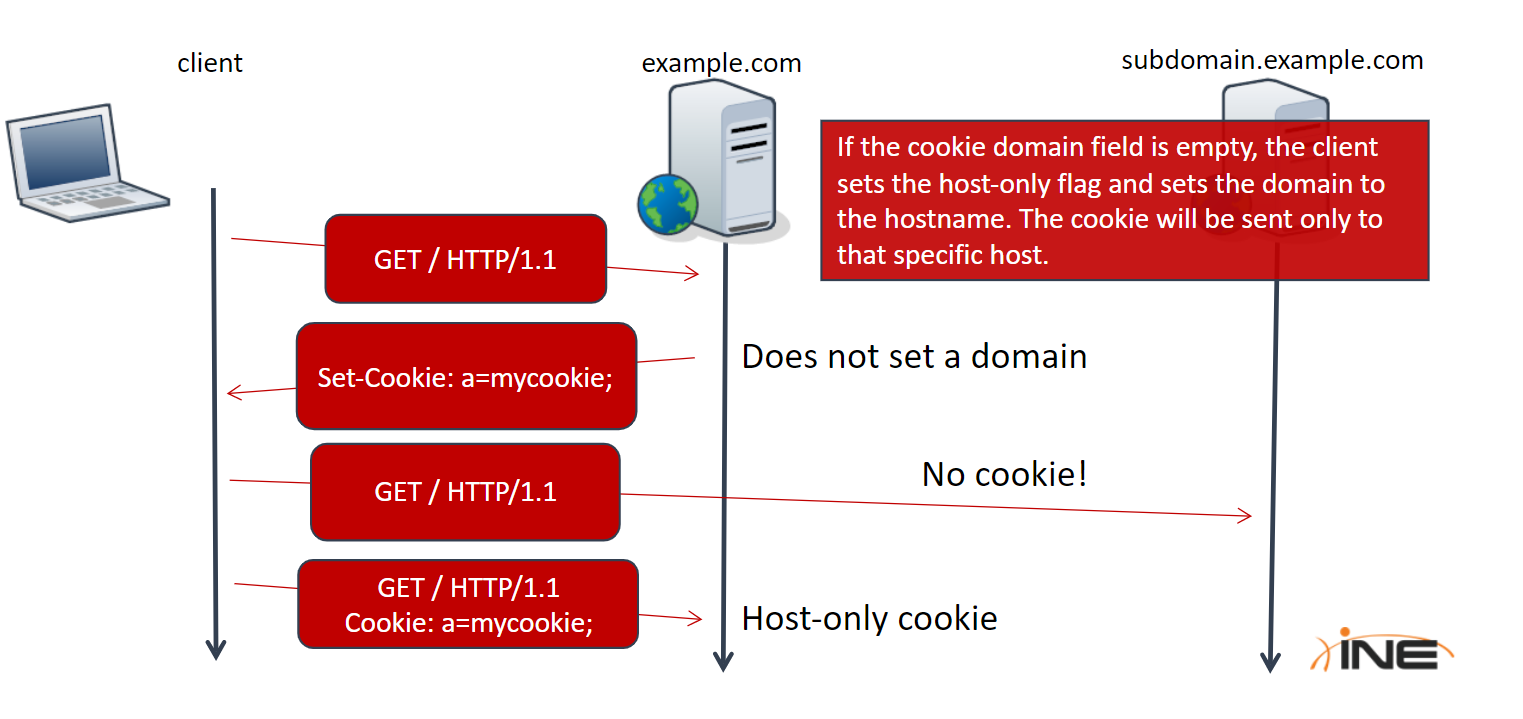 client
example.com
subdomain.example.com
If the cookie domain field is empty, the client
sets the host-only flag and sets the domain to
the hostname. The cookie will be sent only to
that specific host.
GET / HTTP/1.1
Does not set a domain
Set-Cookie: a=mycookie;
No cookie!
GET / HTTP/1.1
GET / HTTP/1.1
Cookie: a=mycookie;
Host-only cookie
iNE